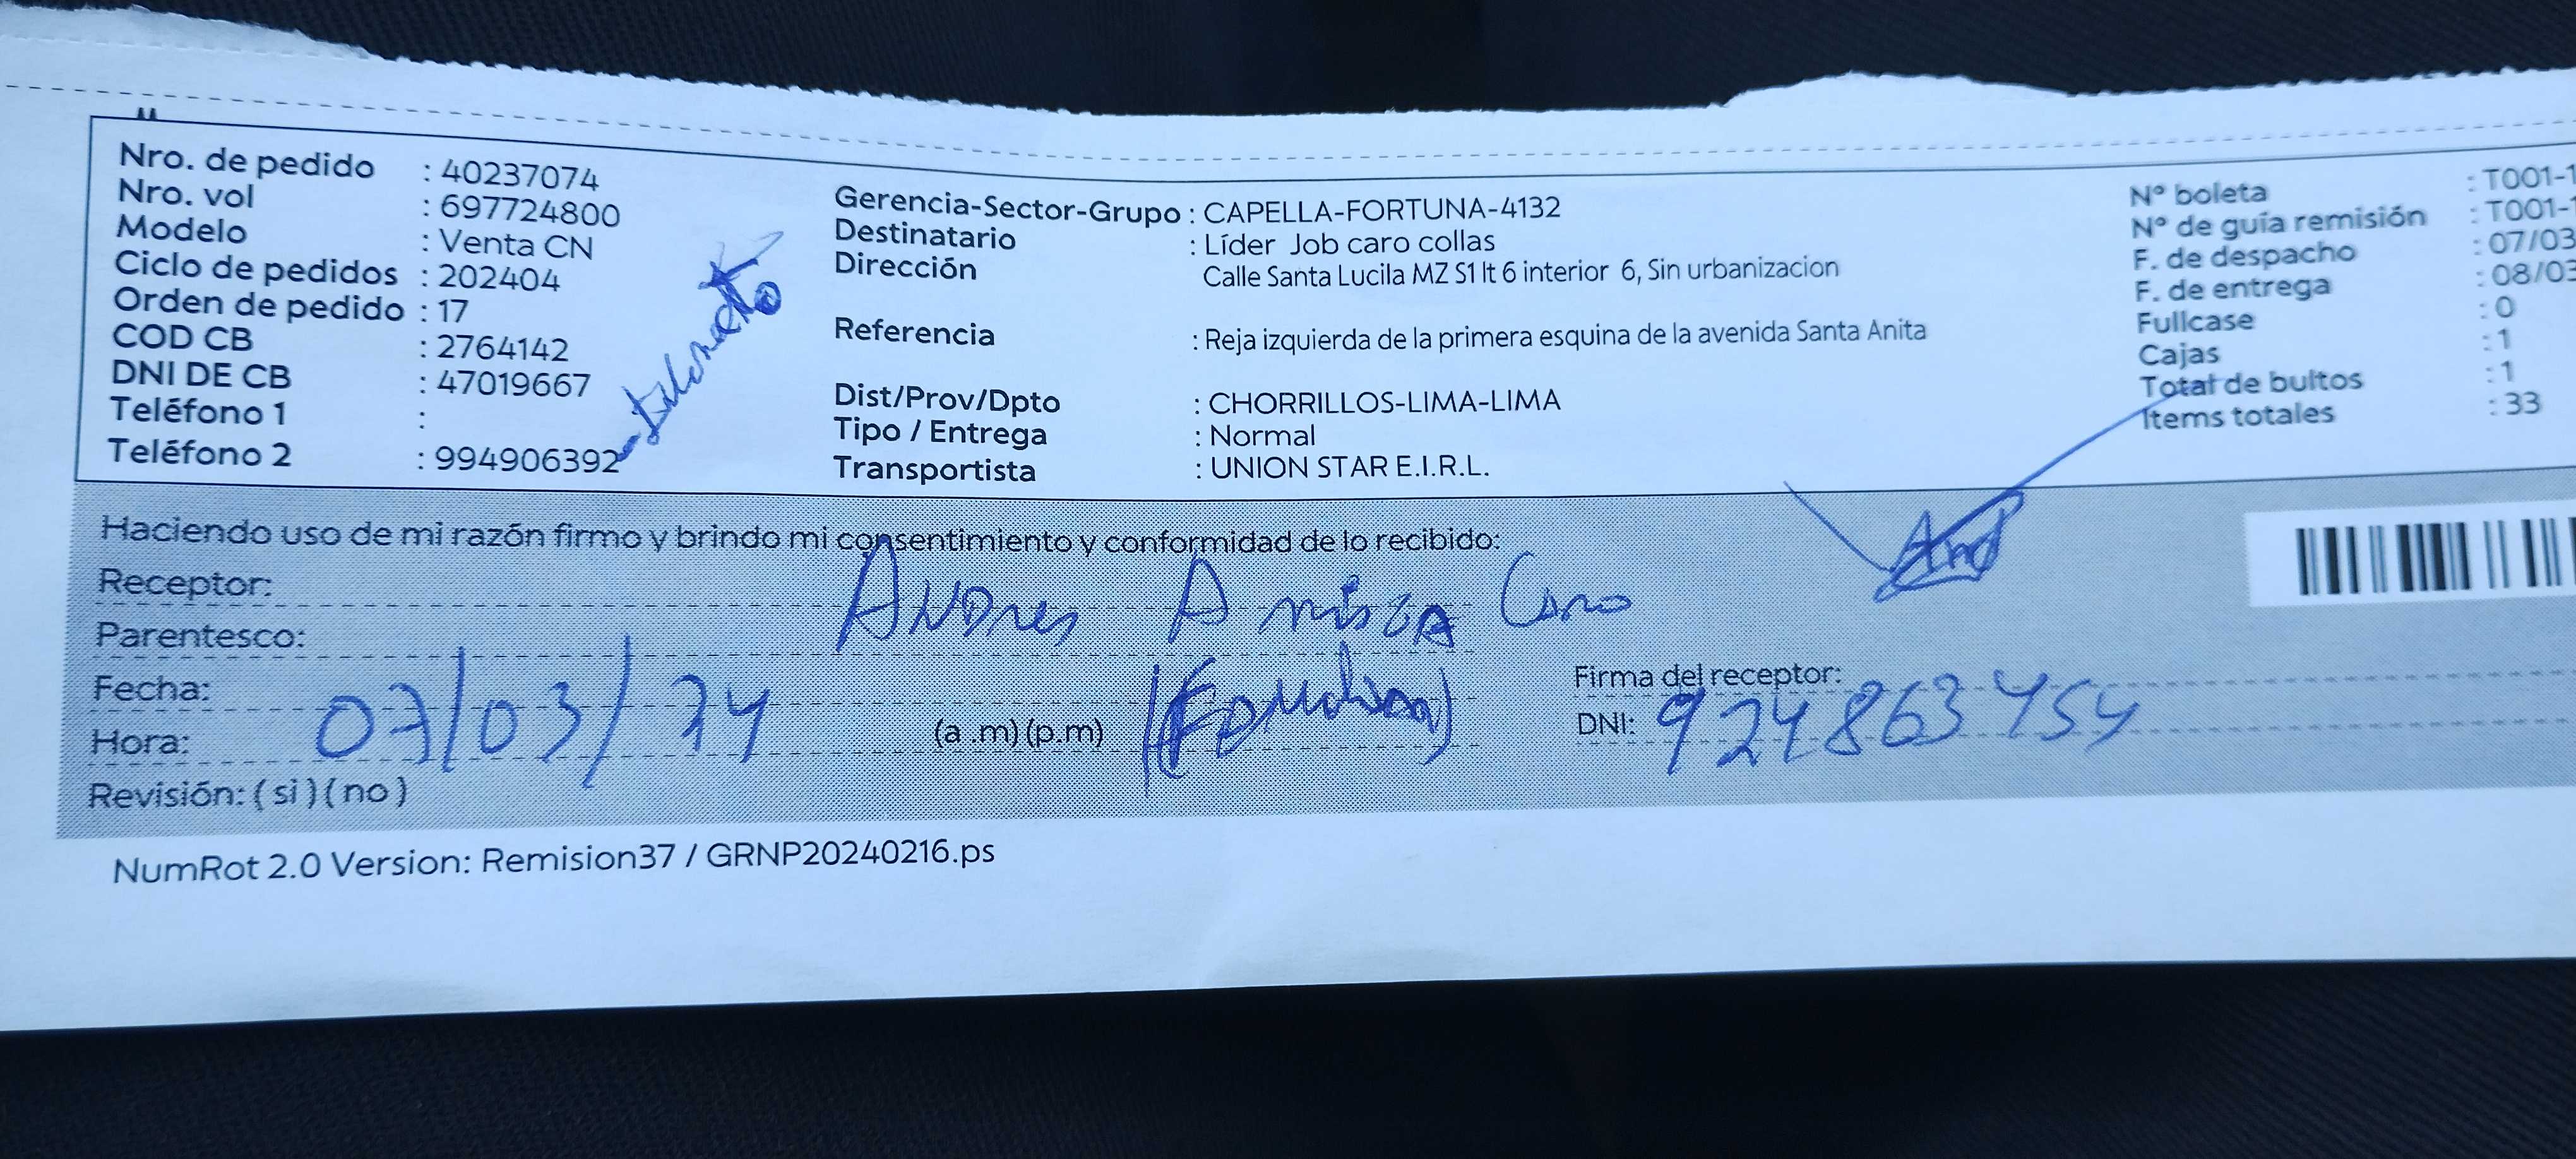 Nro. de pedido : 40237074
Nro. vol : 697724800
Modelo : Venta CN
Ciclo de pedidos : 202404
Orden de pedido : 17
COD CB : 2764142
DNI DE CB : 47019667
Teléfono 1 :
Teléfono 2 : 994906392
Gerencia-Sector-Grupo : CAPELLA-FORTUNA-4132
Destinatario : Líder Job caro collas
Dirección Calle Santa Lucila MZ S1 lt 6 interior 6, Sin urbanizacion
Referencia : Reja izquierda de la primera esquina de la avenida Santa Anita
Dist/Prov/Dpto : CHORRILLOS-LIMA-LIMA
Tipo / Entrega : Normal
Transportista : UNION STAR E.I.R.L.
Nº boleta : T001-1
Nº de guía remisión : T001-1
F. de despacho : 07/03
F. de entrega : 08/03
Fullcase : 0
Cajas : 1
Total de bultos : 1
Items totales : 33
Haciendo uso de mi razón firmo y brindo mi consentimiento y conformidad de lo recibido:
Receptor: Andres Caro
Parentesco:
Fecha: 07/03/
Hora: (a .m) (p.m)
Revisión: ( si ) ( no )
Firma del receptor:
DNI: 924863454
NumRot 2.0 Version: Remision37 / GRNP20240216.ps